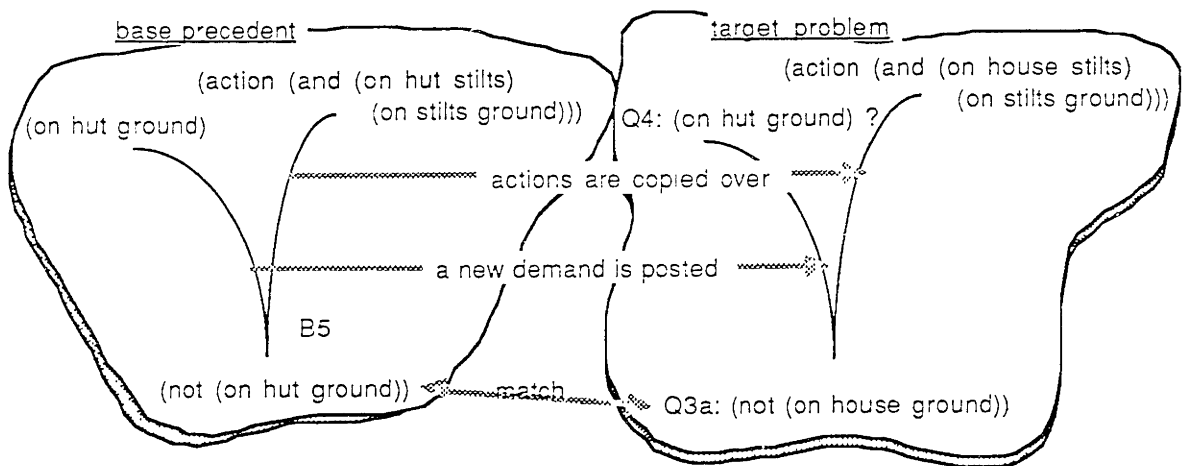 base precedent
(action (and (on hut stilts)
(on stilts ground)))
(on hut ground)
B5
(not (on hut ground))
actions are copied over
a new demand is posted
match
target problem
(action (and (on house stilts)
(on stilts ground)))
Q4: (on hut ground) ?
Q3a: (not (on house ground))